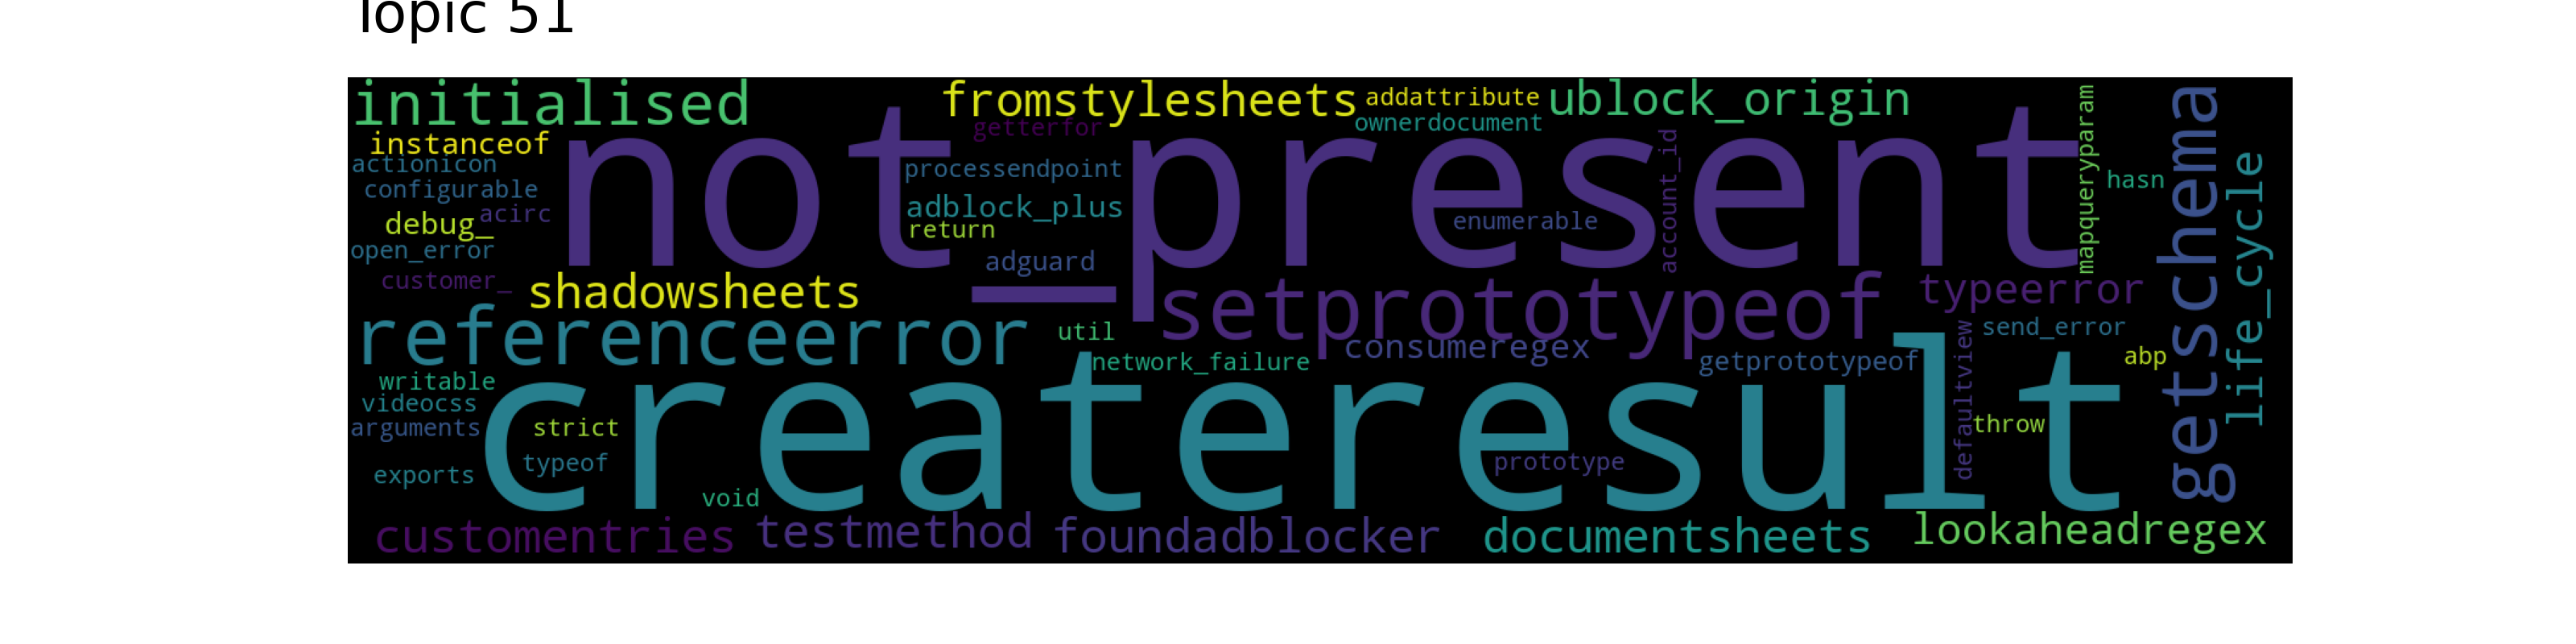 Topic 51
initialised
fromstylesheets
addattribute
ublock_origin
instanceof
getterfor
ownerdocument
actionicon
configurable
debug_
acirc
not_present
processendpoint
adblock_plus
return
enumerable
account_id
mapqueryparam
hasn
getschema
life_cycle
open_error
adguard
customer_
shadowsheets
setprototypeof
typeerror
referenceerror
util
consumeregex
send_error
network_failure
getprototypeof
defaultview
abp
writable
videocss
arguments
strict
createresult
throw
exports
typeof
prototype
void
customentries
testmethod
foundadblocker
documentsheets
lookaheadregex